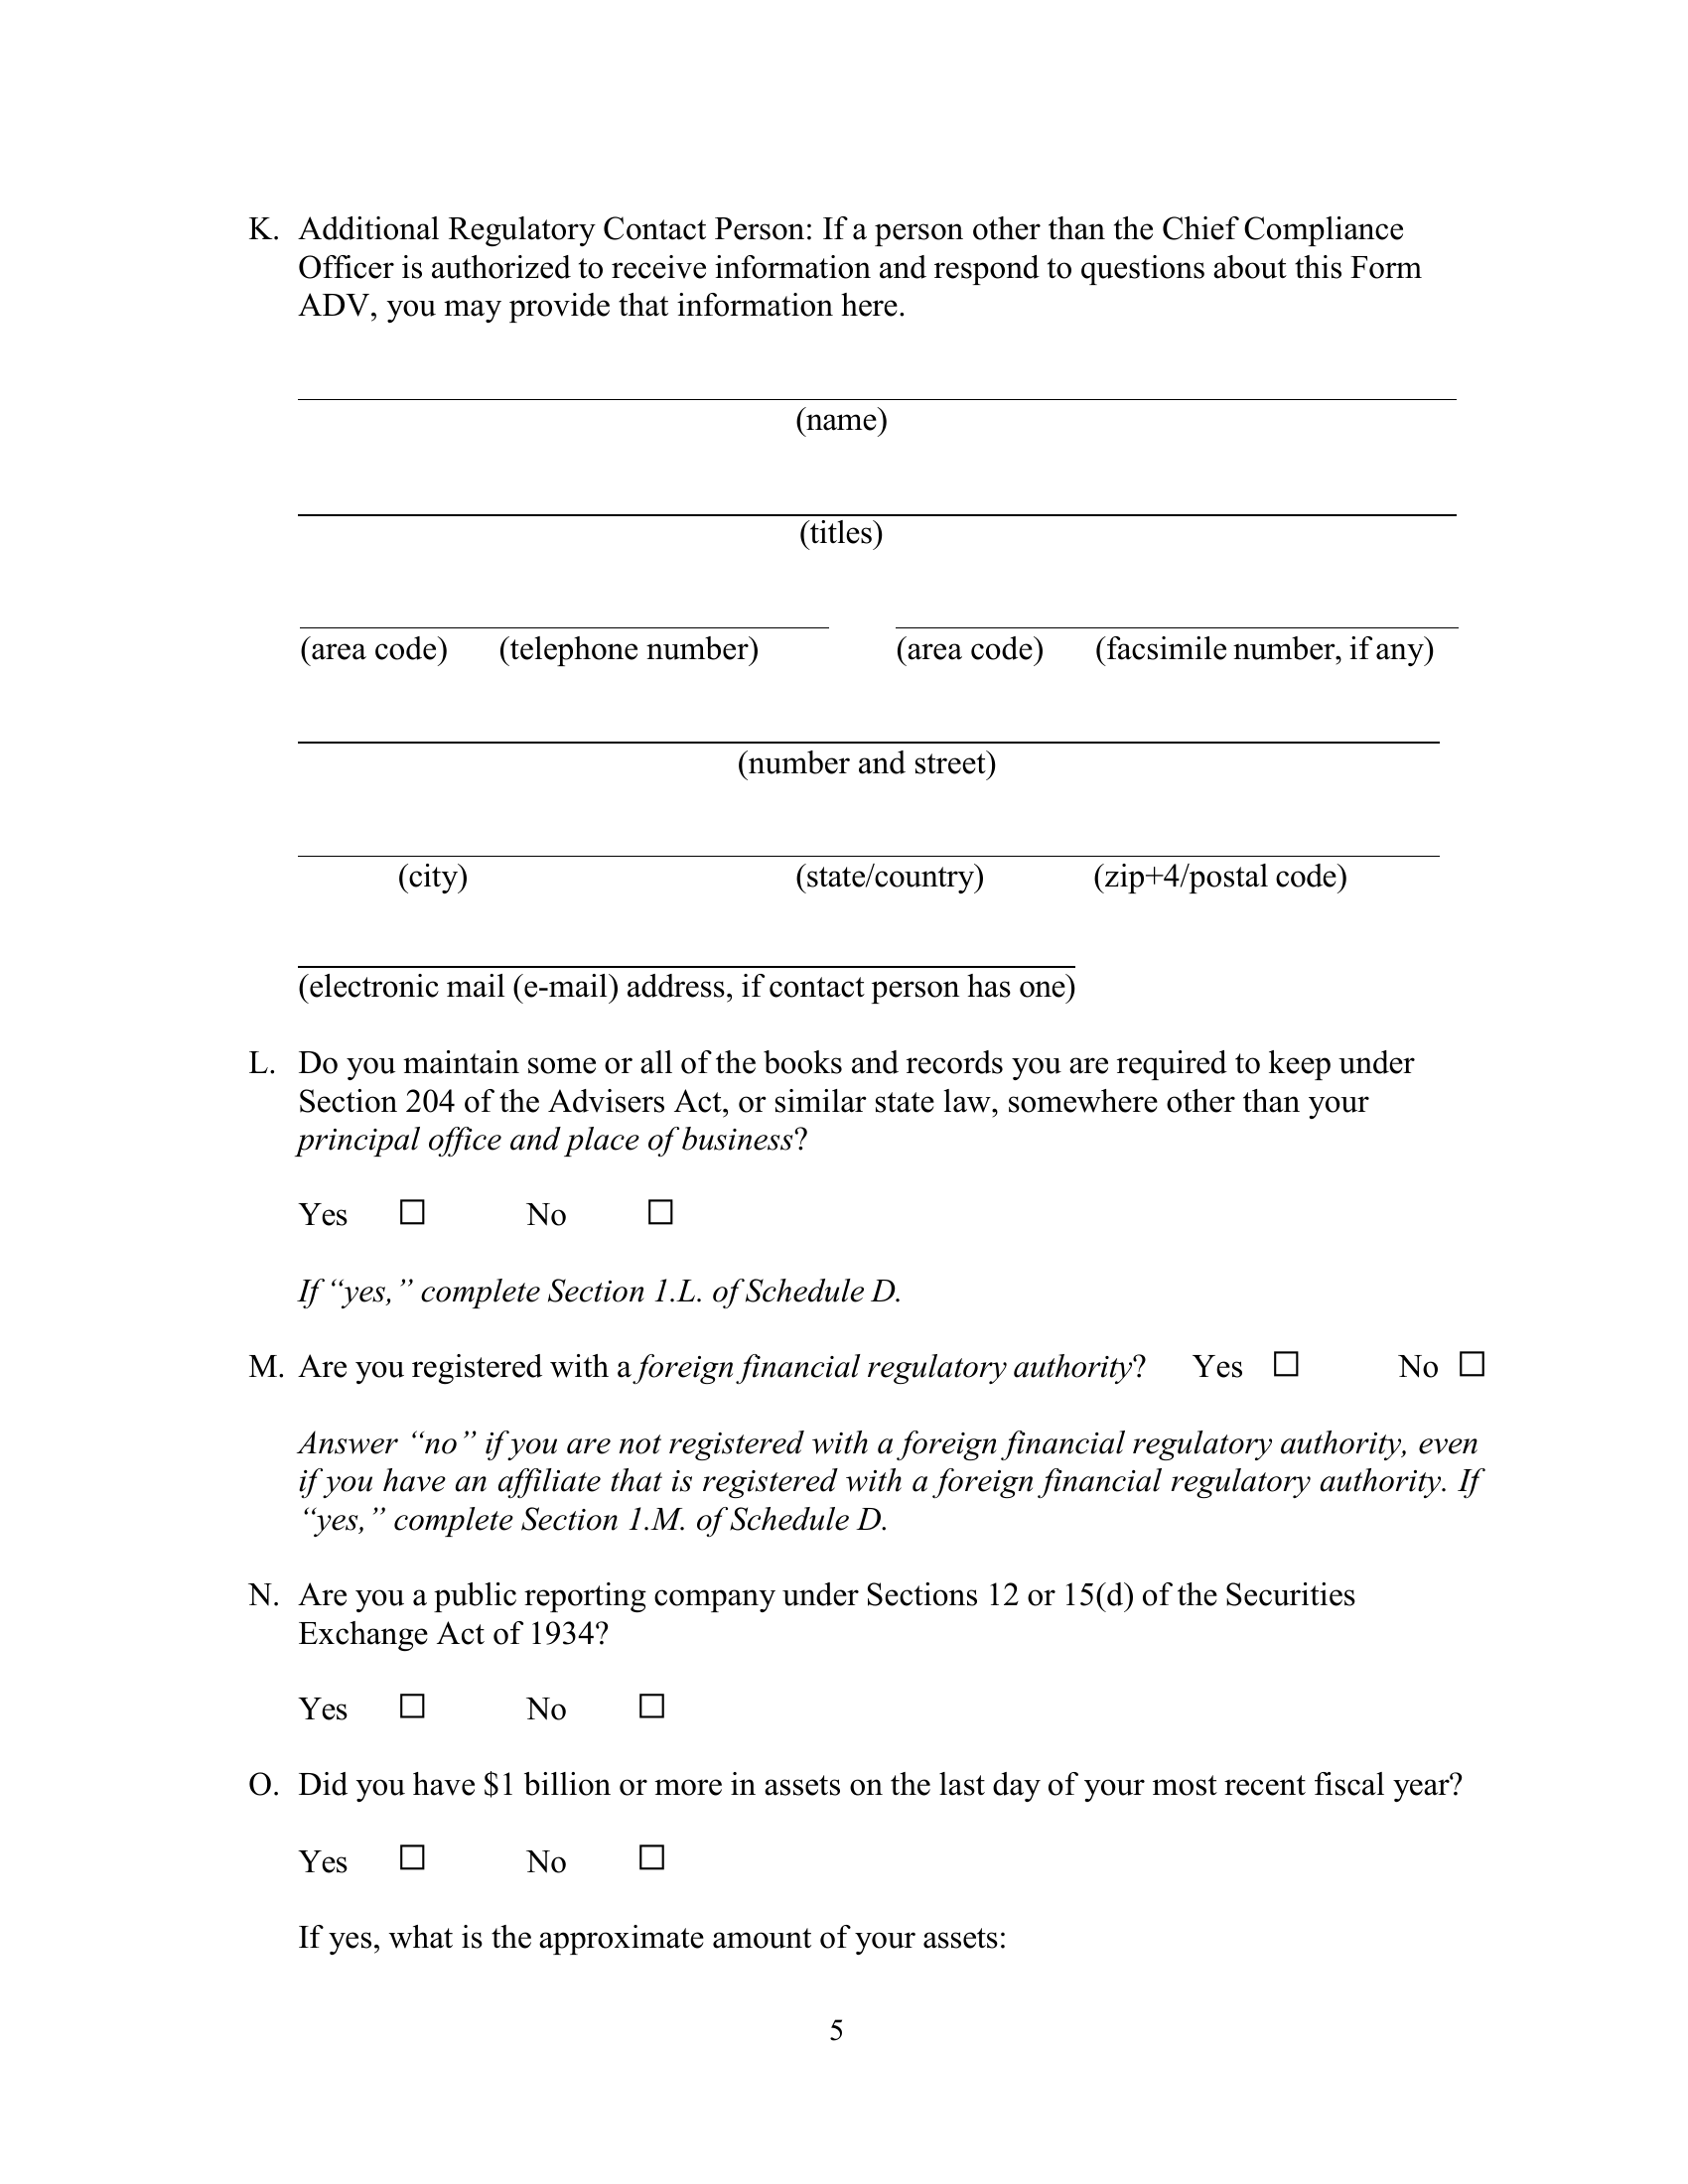 K. Additional Regulatory Contact Person: If a person other than the Chief Compliance
Officer is authorized to receive information and respond to questions about this Form
ADV, you may provide that information here.
(name)
(titles)
(area code) (telephone number) (area code) (facsimile number, if any)
(number and street)
(city) (state/country) (zip+4/postal code)
(electronic mail (e-mail) address, if contact person has one)
L. Do you maintain some or all of the books and records you are required to keep under
Section 204 of the Advisers Act, or similar state law, somewhere other than your
principal office and place of business?
Yes ☐ No ☐
If “yes,” complete Section 1.L. of Schedule D.
M. Are you registered with a foreign financial regulatory authority? Yes ☐ No ☐
Answer “no” if you are not registered with a foreign financial regulatory authority, even
if you have an affiliate that is registered with a foreign financial regulatory authority. If
“yes,” complete Section 1.M. of Schedule D.
N. Are you a public reporting company under Sections 12 or 15(d) of the Securities
Exchange Act of 1934?
Yes ☐ No ☐
O. Did you have $1 billion or more in assets on the last day of your most recent fiscal year?
Yes ☐ No ☐
If yes, what is the approximate amount of your assets:
5